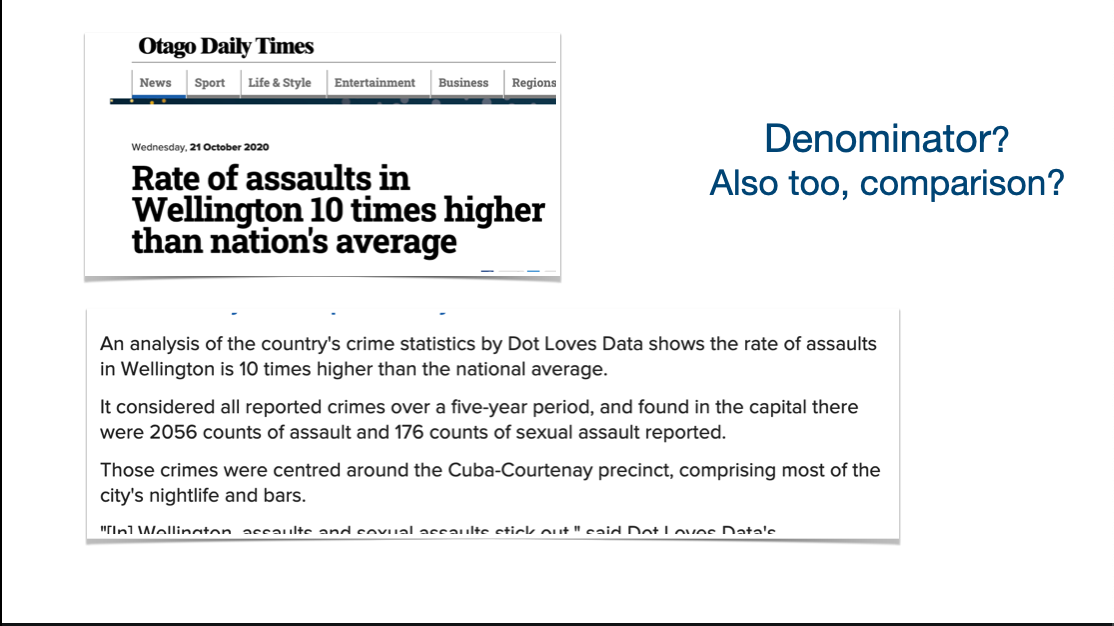 Otago Daily Times
News Sport Life & Style Entertainment Business Regions
Wednesday, 21 October 2020
Rate of assaults in
Wellington 10 times higher
than nation's average
Denominator?
Also too, comparison?
An analysis of the country's crime statistics by Dot Loves Data shows the rate of assaults
in Wellington is 10 times higher than the national average.
It considered all reported crimes over a five-year period, and found in the capital there
were 2056 counts of assault and 176 counts of sexual assault reported.
Those crimes were centred around the Cuba-Courtenay precinct, comprising most of the
city's nightlife and bars.
"[In] Wellington, assaults and sexual assaults stick out," said Dot Loves Data's